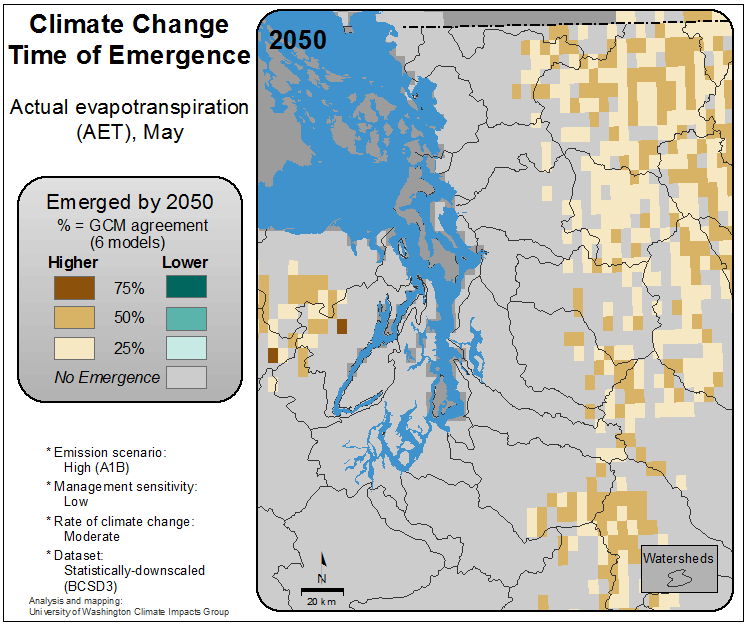 Climate Change
Time of Emergence
Actual evapotranspiration
(AET), May
Emerged by 2050
% = GCM agreement
(6 models)
Higher Lower
75%
50%
25%
No Emergence
* Emission scenario:
High (A1B)
* Management sensitivity:
Low
* Rate of climate change:
Moderate
* Dataset:
Statistically-downscaled
(BCSD3)
Analysis and mapping:
University of Washington Climate Impacts Group
2050
N
20 km
Watersheds